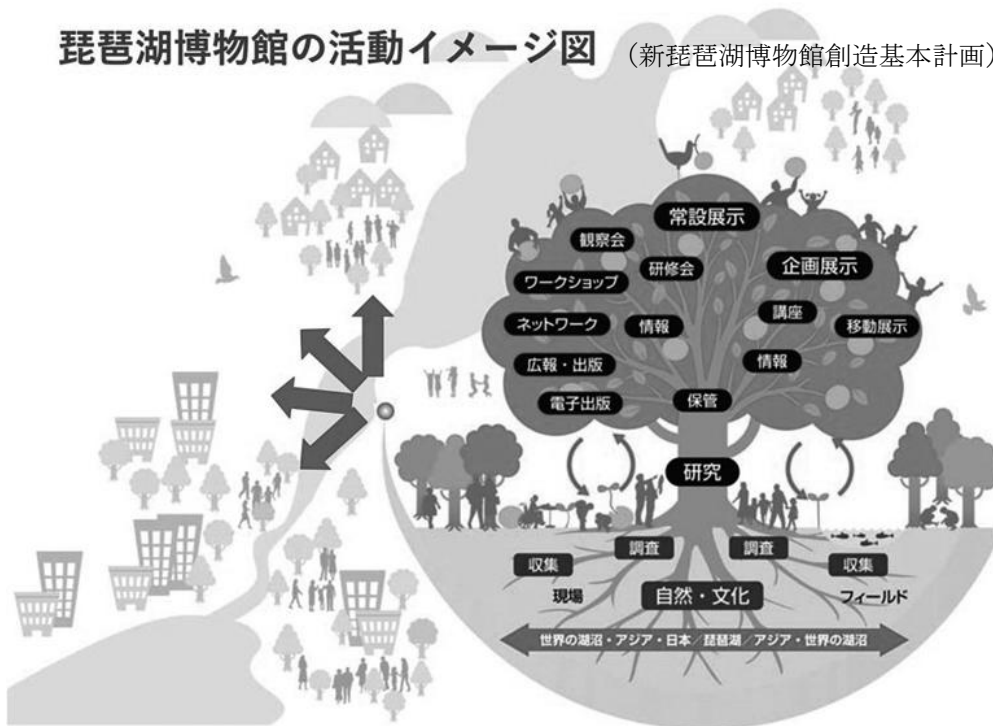 琵琶湖博物館の活動イメージ図 (新琵琶湖博物館創造基本計画)
常設展示
観察会
研修会
企画展示
ワークショップ
講座
ネットワーク
情報
移動展示
広報・出版
情報
電子出版
保管
研究
調査
調査
収集
収集
現場
自然・文化
フィールド
世界の湖沼・アジア・日本/琵琶湖/アジア・世界の湖沼